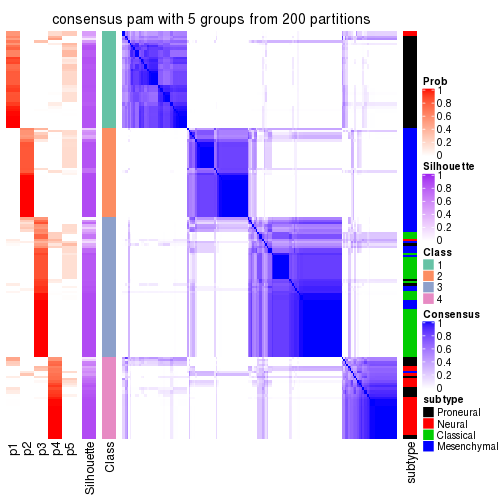 consensus pam with 5 groups from 200 partitions
Prob
1
0.8
0.6
0.4
0.2
0
Silhouette
1
0.8
0.6
0.4
0.2
0
Class
1
2
3
4
Consensus
1
0.8
0.6
0.4
0.2
0
subtype
Proneural
Neural
Classical
Mesenchymal
p1
p2
p3
p4
p5
Silhouette
Class
subtype